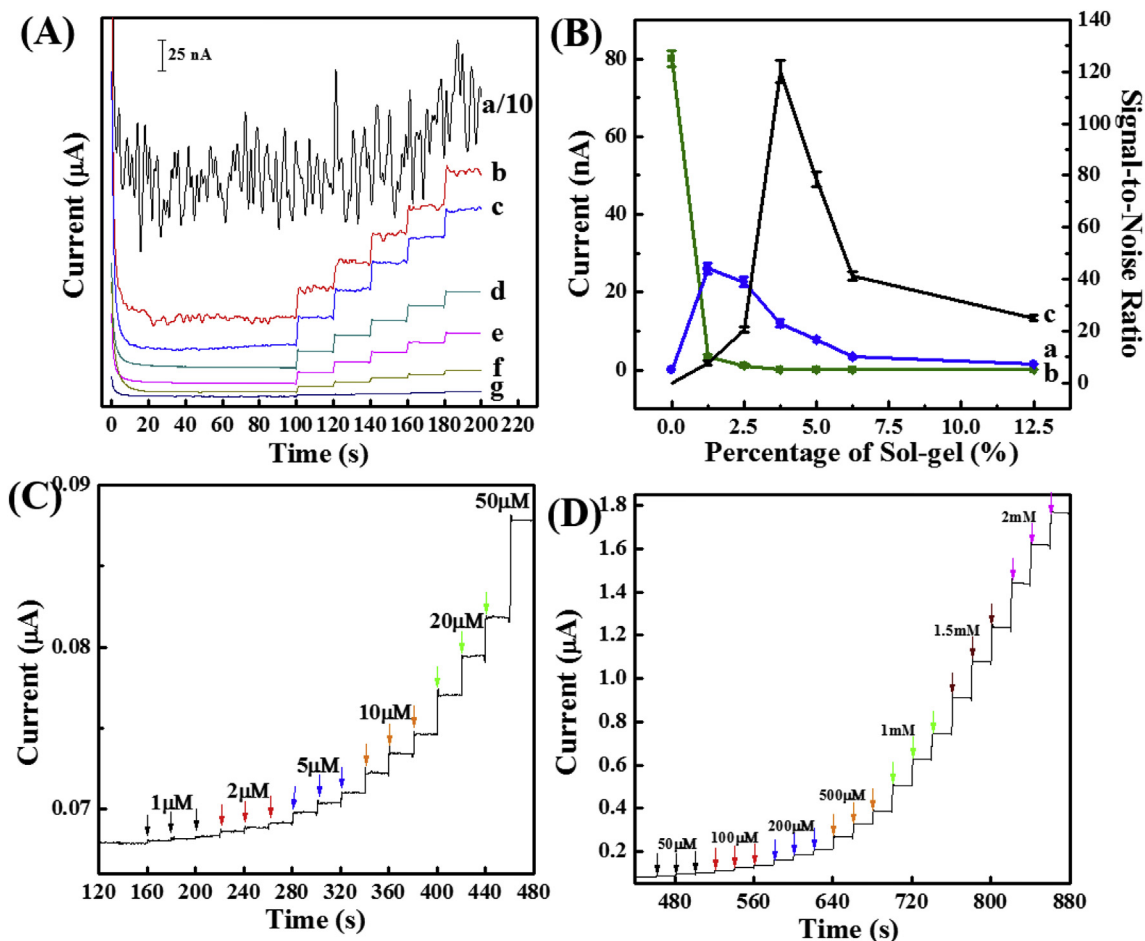 (A)
25 nA
a/10
b
c
d
e
f
g
Current (μA)
0 20 40 60 80 100 120 140 160 180 200 220
Time (s)
(B)
80
60
40
20
0
Current (nA)
140
120
100
80
60
40
20
0
Signal-to-Noise Ratio
c
a
b
0.0 2.5 5.0 7.5 10.0 12.5
Percentage of Sol-gel (%)
(C)
0.09
0.08
0.07
Current (μA)
1μM
2μM
5μM
10μM
20μM
50μM
120 160 200 240 280 320 360 400 440 480
Time (s)
(D)
1.8
1.6
1.4
1.2
1.0
0.8
0.6
0.4
0.2
Current (μA)
50μM
100μM
200μM
500μM
1mM
1.5mM
2mM
480 560 640 720 800 880
Time (s)